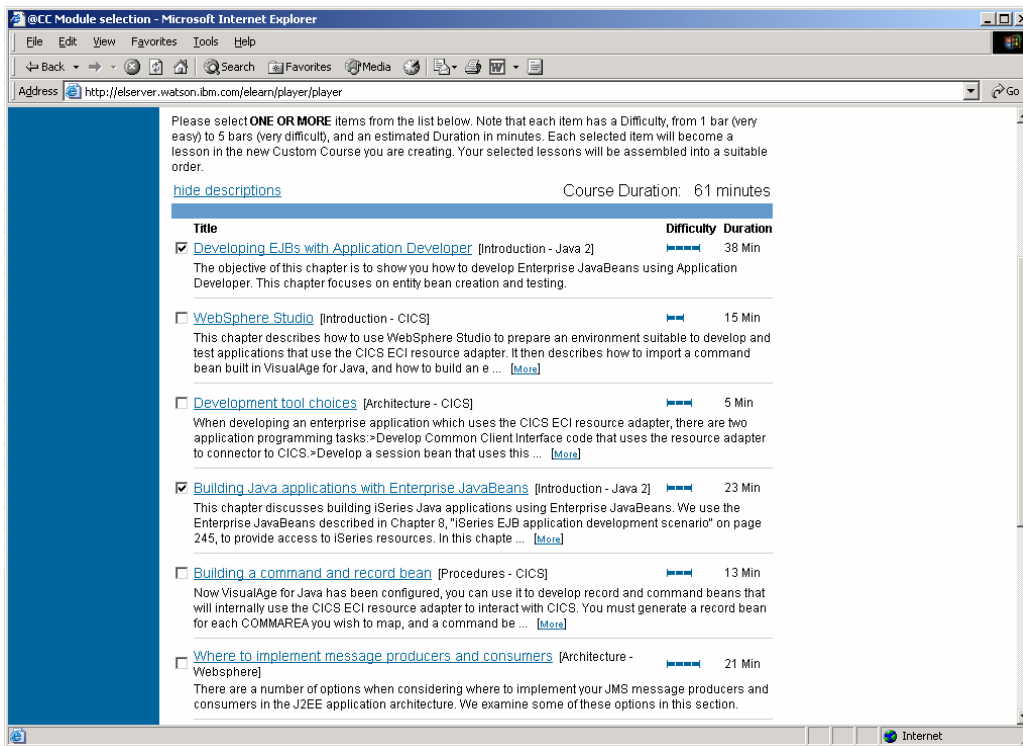 @CC Module selection - Microsoft Internet Explorer
File Edit View Favorites Tools Help
Back Search Favorites Media
Address http://elserver.watson.ibm.com/elearn/player/player Go
Please select ONE OR MORE items from the list below. Note that each item has a Difficulty, from 1 bar (very
easy) to 5 bars (very difficult), and an estimated Duration in minutes. Each selected item will become a
lesson in the new Custom Course you are creating. Your selected lessons will be assembled into a suitable
order.
hide descriptions Course Duration: 61 minutes
Title Difficulty Duration
Developing EJBs with Application Developer [Introduction - Java 2] 38 Min
The objective of this chapter is to show you how to develop Enterprise JavaBeans using Application
Developer. This chapter focuses on entity bean creation and testing.
WebSphere Studio [Introduction - CICS] 15 Min
This chapter describes how to use WebSphere Studio to prepare an environment suitable to develop and
test applications that use the CICS ECI resource adapter. It then describes how to import a command
bean built in VisualAge for Java, and how to build an e ... [More]
Development tool choices [Architecture - CICS] 5 Min
When developing an enterprise application which uses the CICS ECI resource adapter, there are two
application programming tasks:>Develop Common Client Interface code that uses the resource adapter
to connector to CICS.>Develop a session bean that uses this ... [More]
Building Java applications with Enterprise JavaBeans [Introduction - Java 2] 23 Min
This chapter discusses building iSeries Java applications using Enterprise JavaBeans. We use the
Enterprise JavaBeans described in Chapter 8, "iSeries EJB application development scenario" on page
245, to provide access to iSeries resources. In this chapte ... [More]
Building a command and record bean [Procedures - CICS] 13 Min
Now VisualAge for Java has been configured, you can use it to develop record and command beans that
will internally use the CICS ECI resource adapter to interact with CICS. You must generate a record bean
for each COMMAREA you wish to map, and a command be ... [More]
Where to implement message producers and consumers [Architecture - 21 Min
Websphere]
There are a number of options when considering where to implement your JMS message producers and
consumers in the J2EE application architecture. We examine some of these options in this section.
Internet